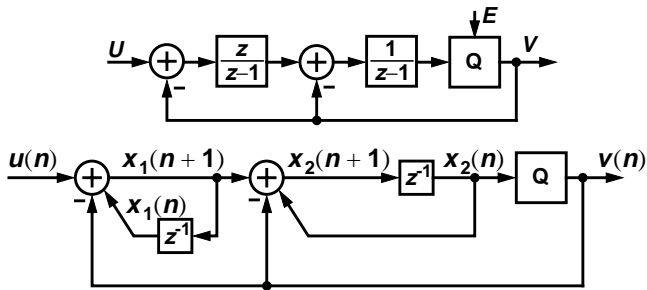 E
U + z/z−1 + 1/z−1 Q V
− −
u(n) + x₁(n + 1) + x₂(n + 1) z⁻¹ x₂(n) Q v(n)
− x₁(n) −
z⁻¹